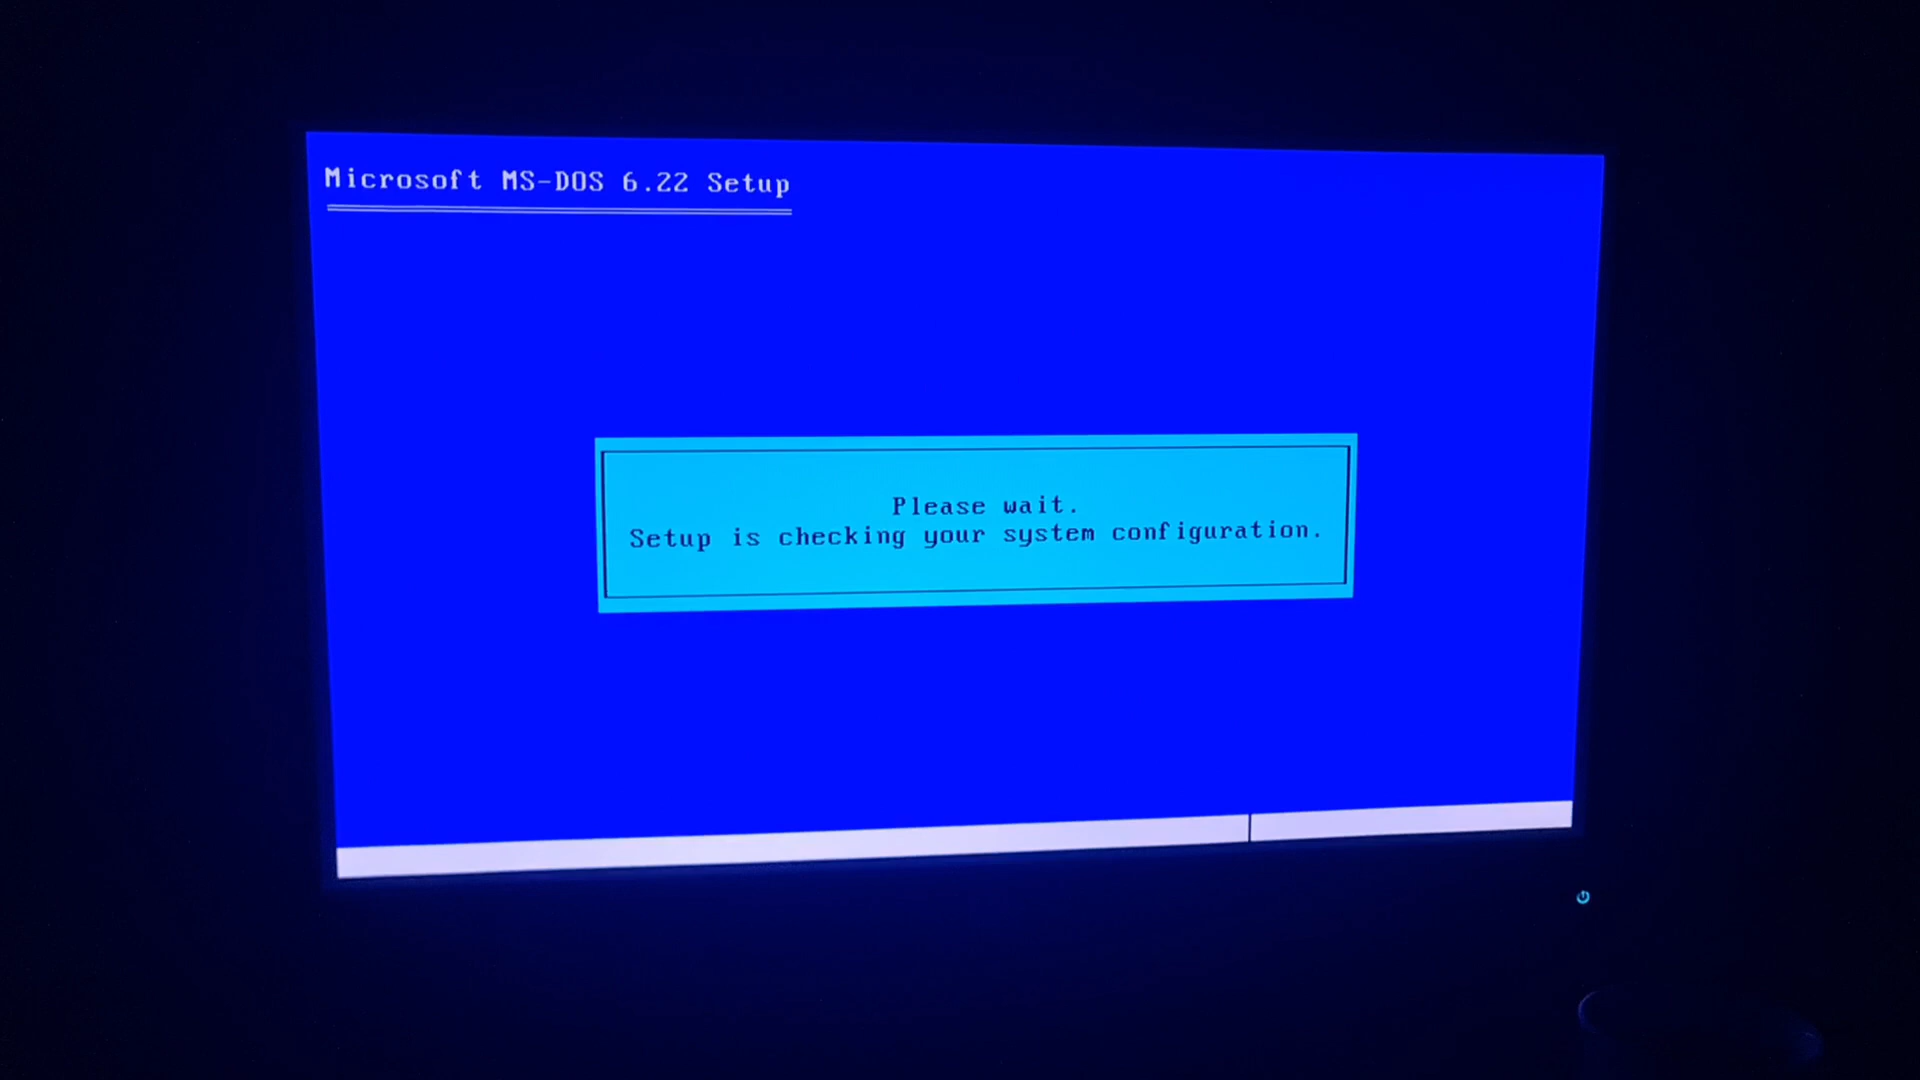 Microsoft MS-DOS 6.22 Setup
Please wait.
Setup is checking your system configuration.